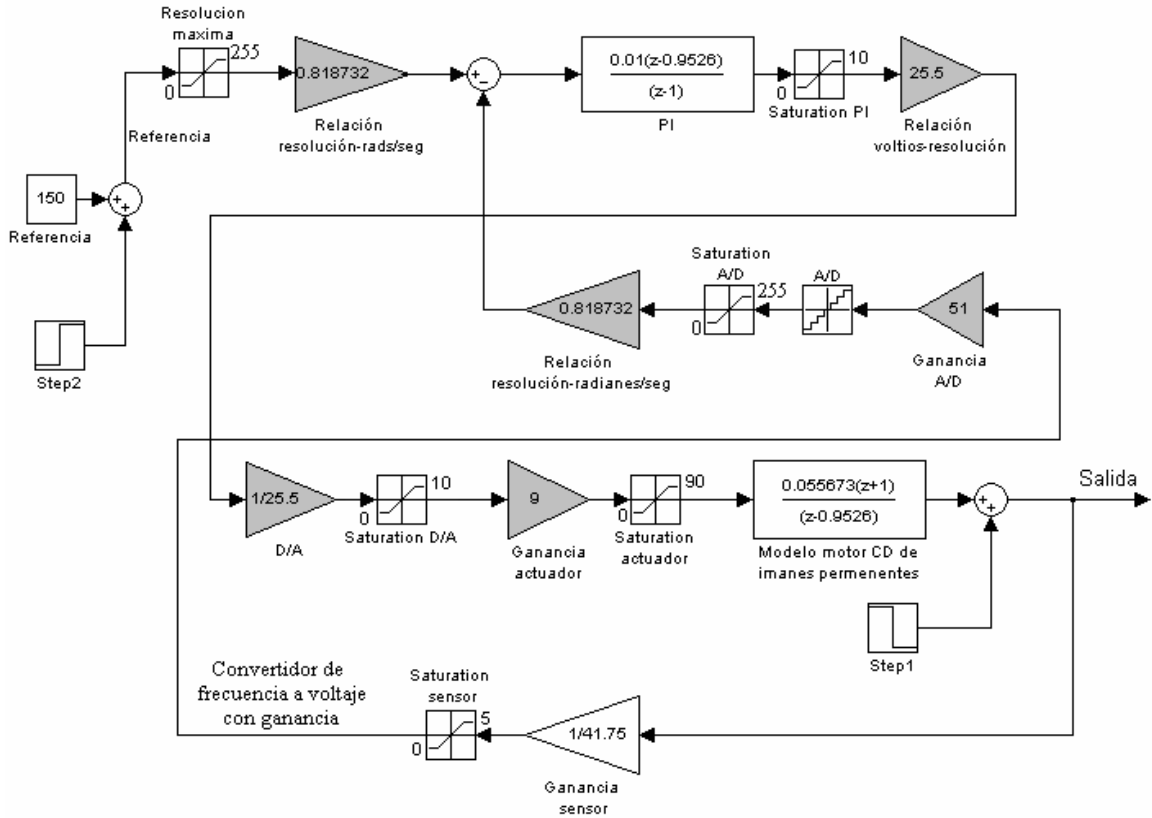 Resolucion
maxima
255
0
0.818732
Relación
resolución-rads/seg
+
−
0.01(z-0.9526)
(z-1)
PI
10
0
Saturation PI
25.5
Relación
voltios-resolución
Referencia
150
+
+
Referencia
Step2
0.818732
Relación
resolución-radianes/seg
Saturation
A/D
255
0
A/D
51
Ganancia
A/D
1/25.5
D/A
10
0
Saturation D/A
9
Ganancia
actuador
90
0
Saturation
actuador
0.055673(z+1)
(z-0.9526)
Modelo motor CD de
imanes permenentes
+
+
Salida
Step1
Convertidor de
frecuencia a voltaje
con ganancia
Saturation
sensor
5
0
1/41.75
Ganancia
sensor